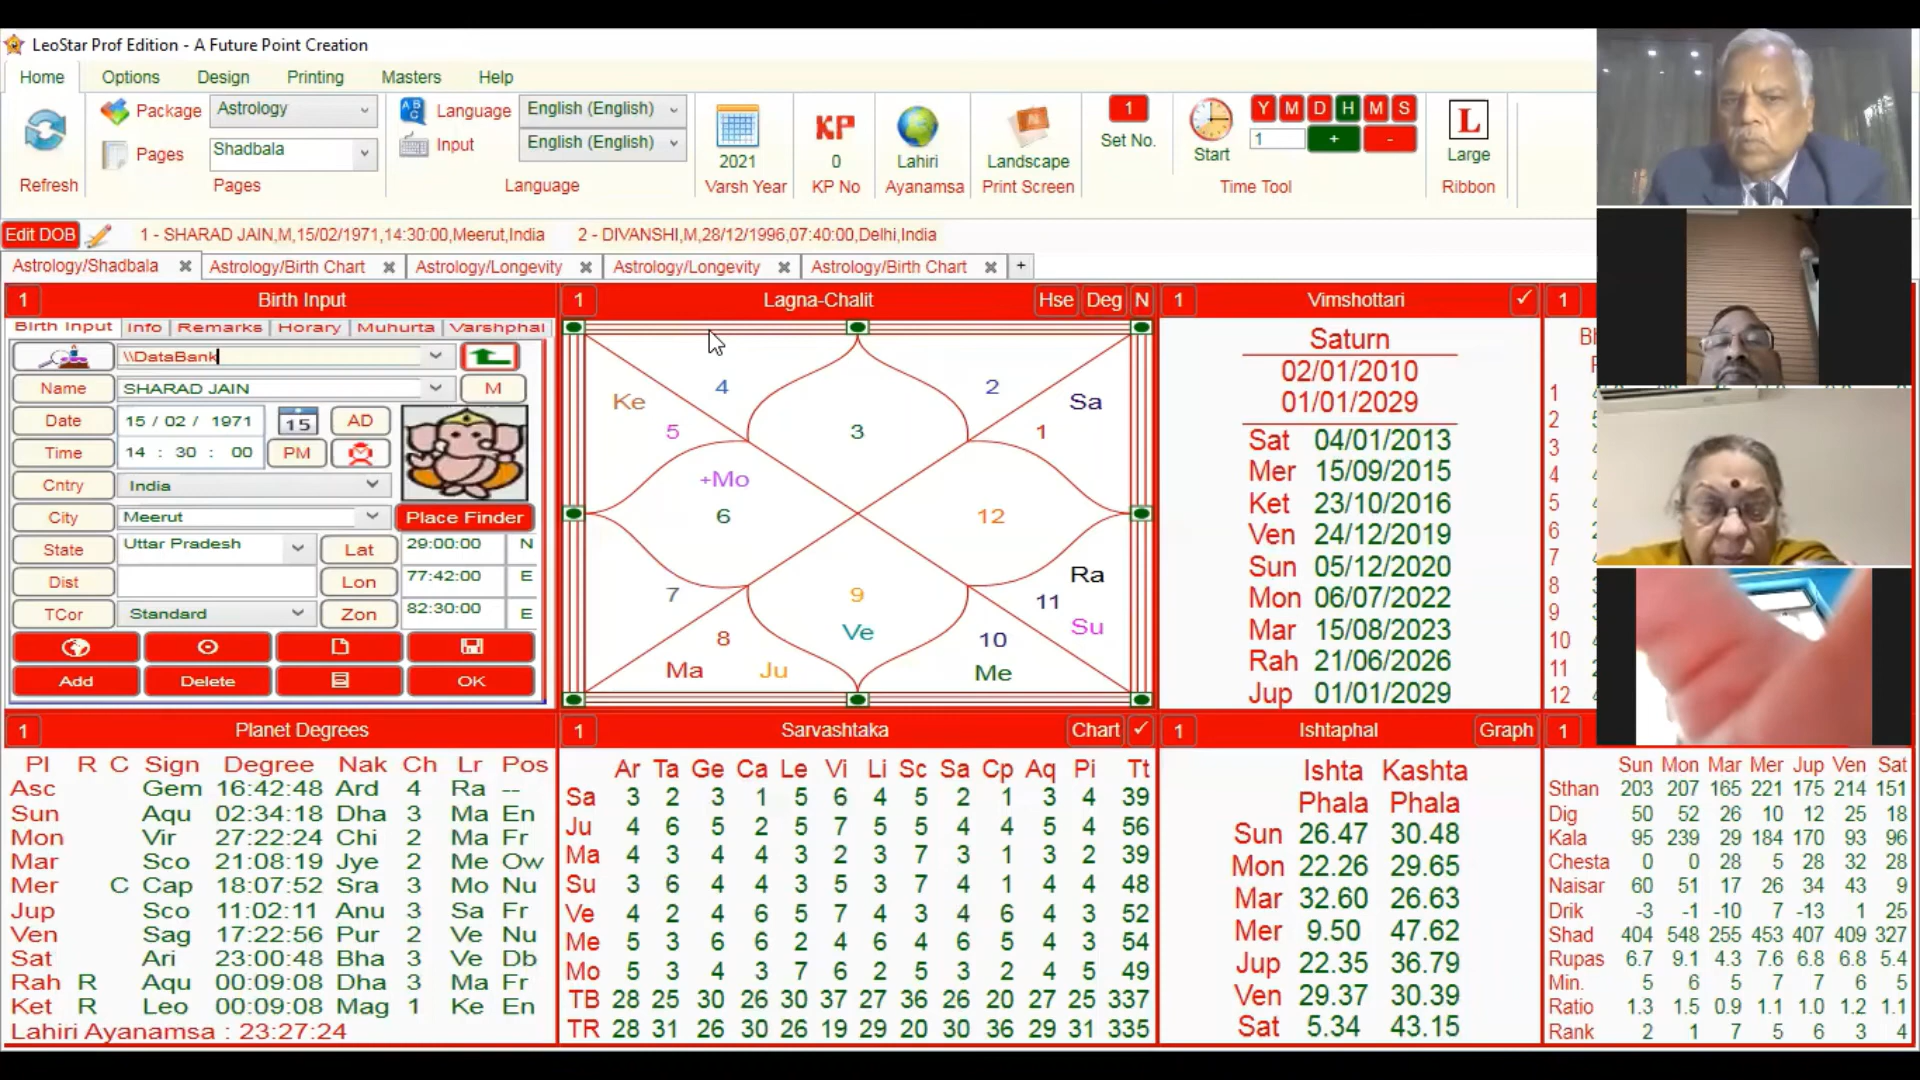 LeoStar Prof Edition - A Future Point Creation
Home Options Design Printing Masters Help
Refresh
Package Astrology
Pages Shadbala
Pages
Language English (English)
Input English (English)
Language
2021
Varsh Year
KP
0
KP No
Lahiri
Ayanamsa
Landscape
Print Screen
1
Set No.
Start
Y M D H M S
1 + -
Time Tool
L
Large
Ribbon
Edit DOB 1 - SHARAD JAIN,M,15/02/1971,14:30:00,Meerut,India 2 - DIVANSHI,M,28/12/1996,07:40:00,Delhi,India
Astrology/Shadbala Astrology/Birth Chart Astrology/Longevity Astrology/Longevity Astrology/Birth Chart +
1 Birth Input
Birth Input Info Remarks Horary Muhurta Varshphal
\\DataBank
Name SHARAD JAIN M
Date 15 / 02 / 1971 15 AD
Time 14 : 30 : 00 PM
Cntry India
City Meerut Place Finder
State Uttar Pradesh Lat 29:00:00 N
Dist Lon 77:42:00 E
TCor Standard Zon 82:30:00 E
Add Delete OK
1 Lagna-Chalit Hse Deg N
4 2
Ke Sa
5 3 1
+Mo
6 12
Ra
7 9 11
Ve Su
8 10
Ma Ju Me
1 Vimshottari ✓
Saturn
02/01/2010
01/01/2029
Sat 04/01/2013
Mer 15/09/2015
Ket 23/10/2016
Ven 24/12/2019
Sun 05/12/2020
Mon 06/07/2022
Mar 15/08/2023
Rah 21/06/2026
Jup 01/01/2029
1
1
2
3
4
5
6
7
8
9
10
11
12
1 Planet Degrees
Pl R C Sign Degree Nak Ch Lr Pos
Asc Gem 16:42:48 Ard 4 Ra --
Sun Aqu 02:34:18 Dha 3 Ma En
Mon Vir 27:22:24 Chi 2 Ma Fr
Mar Sco 21:08:19 Jye 2 Me Ow
Mer C Cap 18:07:52 Sra 3 Mo Nu
Jup Sco 11:02:11 Anu 3 Sa Fr
Ven Sag 17:22:56 Pur 2 Ve Nu
Sat Ari 23:00:48 Bha 3 Ve Db
Rah R Aqu 00:09:08 Dha 3 Ma Fr
Ket R Leo 00:09:08 Mag 1 Ke En
Lahiri Ayanamsa : 23:27:24
1 Sarvashtaka Chart ✓
Ar Ta Ge Ca Le Vi Li Sc Sa Cp Aq Pi Tt
Sa 3 2 3 1 5 6 4 5 2 1 3 4 39
Ju 4 6 5 2 5 7 5 5 4 4 5 4 56
Ma 4 3 4 4 3 2 3 7 3 1 3 2 39
Su 3 6 4 4 3 5 3 7 4 1 4 4 48
Ve 4 2 4 6 5 7 4 3 4 6 4 3 52
Me 5 3 6 6 2 4 6 4 6 5 4 3 54
Mo 5 3 4 3 7 6 2 5 3 2 4 5 49
TB 28 25 30 26 30 37 27 36 26 20 27 25 337
TR 28 31 26 30 26 19 29 20 30 36 29 31 335
1 Ishtaphal Graph
Ishta Kashta
Phala Phala
Sun 26.47 30.48
Mon 22.26 29.65
Mar 32.60 26.63
Mer 9.50 47.62
Jup 22.35 36.79
Ven 29.37 30.39
Sat 5.34 43.15
1
Sun Mon Mar Mer Jup Ven Sat
Sthan 203 207 165 221 175 214 151
Dig 50 52 26 10 12 25 18
Kala 95 239 29 184 170 93 96
Chesta 0 0 28 5 28 32 28
Naisar 60 51 17 26 34 43 9
Drik -3 -1 -10 7 -13 1 25
Shad 404 548 255 453 407 409 327
Rupas 6.7 9.1 4.3 7.6 6.8 6.8 5.4
Min. 5 6 5 7 7 6 5
Ratio 1.3 1.5 0.9 1.1 1.0 1.2 1.1
Rank 2 1 7 5 6 3 4